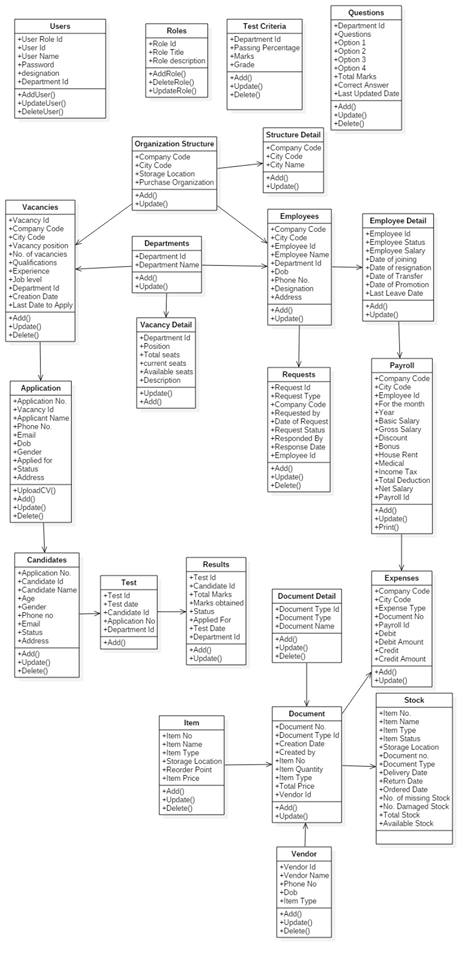 Users
+User Role Id
+User Id
+User Name
+Password
+designation
+Department Id
+AddUser()
+UpdateUser()
+DeleteUser()
Roles
+Role Id
+Role Title
+Role description
+AddRole()
+DeleteRole()
+UpdateRole()
Test Criteria
+Department Id
+Passing Percentage
+Marks
+Grade
+Add()
+Update()
+Delete()
Questions
+Department Id
+Questions
+Option 1
+Option 2
+Option 3
+Option 4
+Total Marks
+Correct Answer
+Last Updated Date
+Add()
+Update()
+Delete()
Organization Structure
+Company Code
+City Code
+Storage Location
+Purchase Organization
+Add()
+Update()
Structure Detail
+Company Code
+City Code
+City Name
+Add()
+Update()
Vacancies
+Vacancy Id
+Company Code
+City Code
+Vacancy position
+No. of vacancies
+Qualifications
+Experience
+Job level
+Department Id
+Creation Date
+Last Date to Apply
+Add()
+Update()
+Delete()
Departments
+Department Id
+Department Name
+Add()
+Update()
Employees
+Company Code
+City Code
+Employee Id
+Employee Name
+Department Id
+Dob
+Phone No.
+Designation
+Address
+Add()
+Update()
Employee Detail
+Employee Id
+Employee Status
+Employee Salary
+Date of joining
+Date of resignation
+Date of Transfer
+Date of Promotion
+Last Leave Date
+Add()
+Update()
Vacancy Detail
+Department Id
+Position
+Total seats
+current seats
+Available seats
+Description
+Update()
+Add()
Application
+Application No.
+Vacancy Id
+Applicant Name
+Phone No.
+Email
+Dob
+Gender
+Applied for
+Status
+Address
+UploadCV()
+Add()
+Update()
+Delete()
Requests
+Request Id
+Request Type
+Company Code
+Requested by
+Date of Request
+Request Status
+Responded By
+Response Date
+Employee Id
+Add()
+Update()
+Delete()
Payroll
+Company Code
+City Code
+Employee Id
+For the month
+Year
+Basic Salary
+Gross Salary
+Discount
+Bonus
+House Rent
+Medical
+Income Tax
+Total Deduction
+Net Salary
+Payroll Id
+Add()
+Update()
+Print()
Candidates
+Application No.
+Candidate Id
+Candidate Name
+Age
+Gender
+Phone no
+Email
+Status
+Address
+Add()
+Update()
+Delete()
Test
+Test Id
+Test date
+Candidate Id
+Application No
+Department Id
+Add()
Results
+Test Id
+Candidate Id
+Total Marks
+Marks obtained
+Status
+Applied For
+Test Date
+Department Id
+Add()
+Update()
Document Detail
+Document Type Id
+Document Type
+Document Name
+Add()
+Update()
+Delete()
Expenses
+Company Code
+City Code
+Expense Type
+Document No
+Payroll Id
+Debit
+Debit Amount
+Credit
+Credit Amount
+Add()
+Update()
Item
+Item No
+Item Name
+Item Type
+Storage Location
+Reorder Point
+Item Price
+Add()
+Update()
+Delete()
Document
+Document No.
+Document Type Id
+Creation Date
+Created by
+Item No
+Item Quantity
+Item Type
+Total Price
+Vendor Id
+Add()
+Update()
Stock
+Item No.
+Item Name
+Item Type
+Item Status
+Storage Location
+Document no.
+Document Type
+Delivery Date
+Return Date
+Ordered Date
+No. of missing Stock
+No. Damaged Stock
+Total Stock
+Available Stock
Vendor
+Vendor Id
+Vendor Name
+Phone No
+Dob
+Item Type
+Add()
+Update()
+Delete()